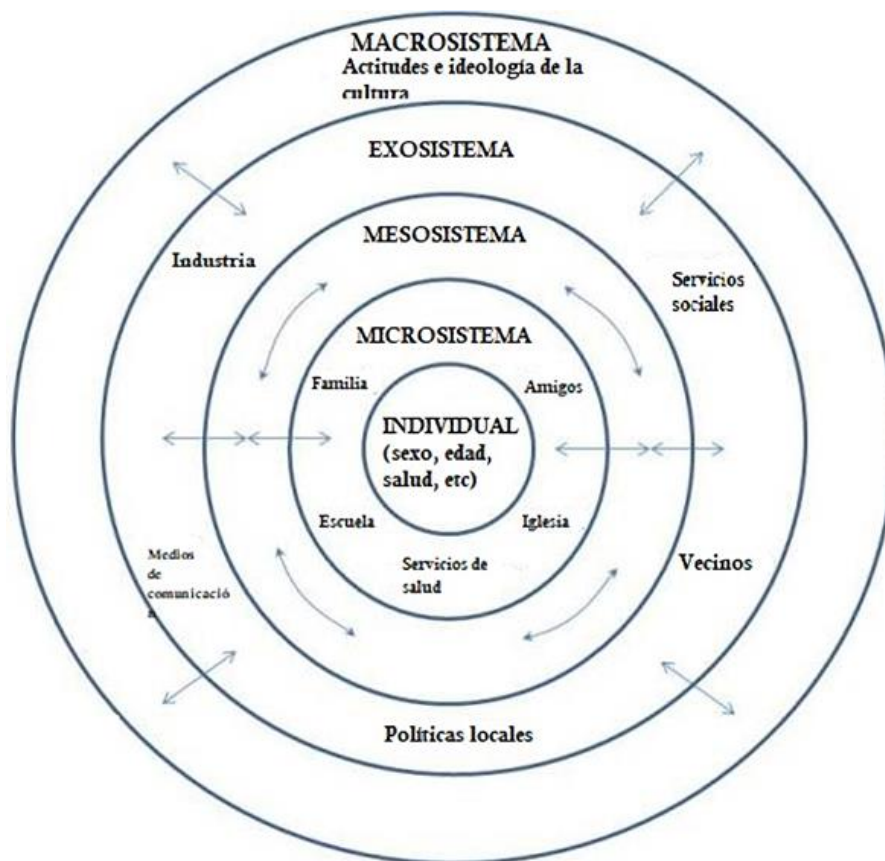 MACROSISTEMA
Actitudes e ideología de la
cultura
EXOSISTEMA
MESOSISTEMA
Industria
Servicios
sociales
MICROSISTEMA
Familia
Amigos
INDIVIDUAL
(sexo, edad,
salud, etc)
Escuela
Iglesia
Servicios de
salud
Medios
de
comunicació
Vecinos
Políticas locales